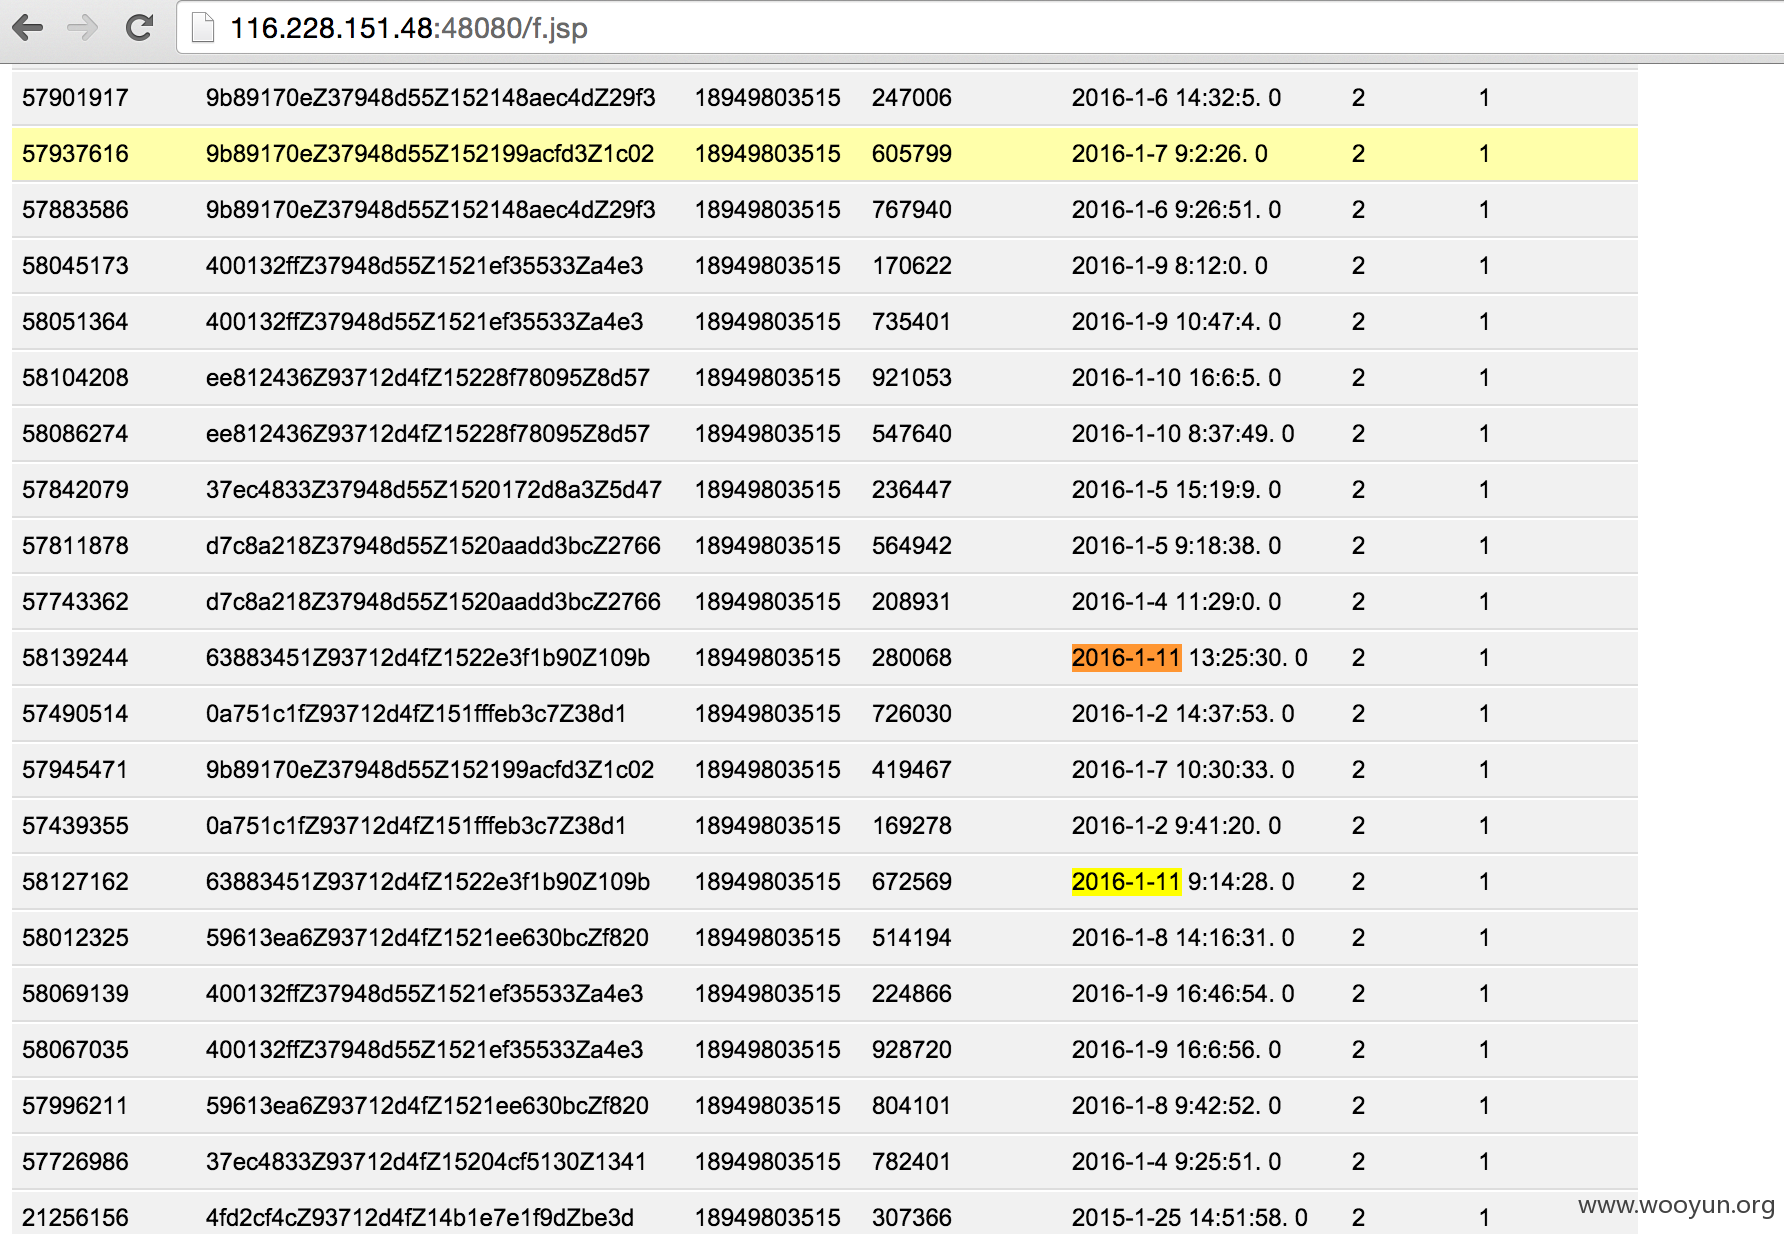 116.228.151.48:48080/f.jsp
57901917 9b89170eZ37948d55Z152148aec4dZ29f3 18949803515 247006 2016-1-6 14:32:5. 0 2 1
57937616 9b89170eZ37948d55Z152199acfd3Z1c02 18949803515 605799 2016-1-7 9:2:26. 0 2 1
57883586 9b89170eZ37948d55Z152148aec4dZ29f3 18949803515 767940 2016-1-6 9:26:51. 0 2 1
58045173 400132ffZ37948d55Z1521ef35533Za4e3 18949803515 170622 2016-1-9 8:12:0. 0 2 1
58051364 400132ffZ37948d55Z1521ef35533Za4e3 18949803515 735401 2016-1-9 10:47:4. 0 2 1
58104208 ee812436Z93712d4fZ15228f78095Z8d57 18949803515 921053 2016-1-10 16:6:5. 0 2 1
58086274 ee812436Z93712d4fZ15228f78095Z8d57 18949803515 547640 2016-1-10 8:37:49. 0 2 1
57842079 37ec4833Z37948d55Z1520172d8a3Z5d47 18949803515 236447 2016-1-5 15:19:9. 0 2 1
57811878 d7c8a218Z37948d55Z1520aadd3bcZ2766 18949803515 564942 2016-1-5 9:18:38. 0 2 1
57743362 d7c8a218Z37948d55Z1520aadd3bcZ2766 18949803515 208931 2016-1-4 11:29:0. 0 2 1
58139244 63883451Z93712d4fZ1522e3f1b90Z109b 18949803515 280068 2016-1-11 13:25:30. 0 2 1
57490514 0a751c1fZ93712d4fZ151fffeb3c7Z38d1 18949803515 726030 2016-1-2 14:37:53. 0 2 1
57945471 9b89170eZ37948d55Z152199acfd3Z1c02 18949803515 419467 2016-1-7 10:30:33. 0 2 1
57439355 0a751c1fZ93712d4fZ151fffeb3c7Z38d1 18949803515 169278 2016-1-2 9:41:20. 0 2 1
58127162 63883451Z93712d4fZ1522e3f1b90Z109b 18949803515 672569 2016-1-11 9:14:28. 0 2 1
58012325 59613ea6Z93712d4fZ1521ee630bcZf820 18949803515 514194 2016-1-8 14:16:31. 0 2 1
58069139 400132ffZ37948d55Z1521ef35533Za4e3 18949803515 224866 2016-1-9 16:46:54. 0 2 1
58067035 400132ffZ37948d55Z1521ef35533Za4e3 18949803515 928720 2016-1-9 16:6:56. 0 2 1
57996211 59613ea6Z93712d4fZ1521ee630bcZf820 18949803515 804101 2016-1-8 9:42:52. 0 2 1
57726986 37ec4833Z93712d4fZ15204cf5130Z1341 18949803515 782401 2016-1-4 9:25:51. 0 2 1
21256156 4fd2cf4cZ93712d4fZ14b1e7e1f9dZbe3d 18949803515 307366 2015-1-25 14:51:58. 0 2 1
www.wooyun.org